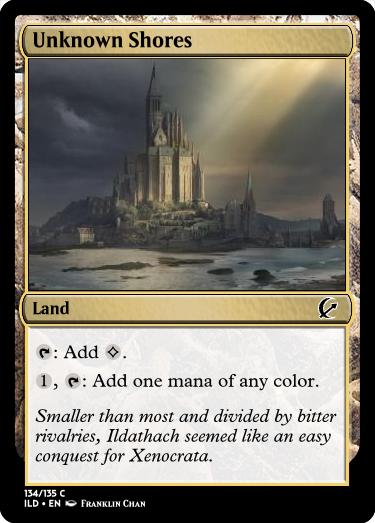 Unknown Shores
Land
: Add .
1, : Add one mana of any color.
Smaller than most and divided by bitter
rivalries, Ildathach seemed like an easy
conquest for Xenocrata.
134/135 C
ILD • EN Franklin Chan